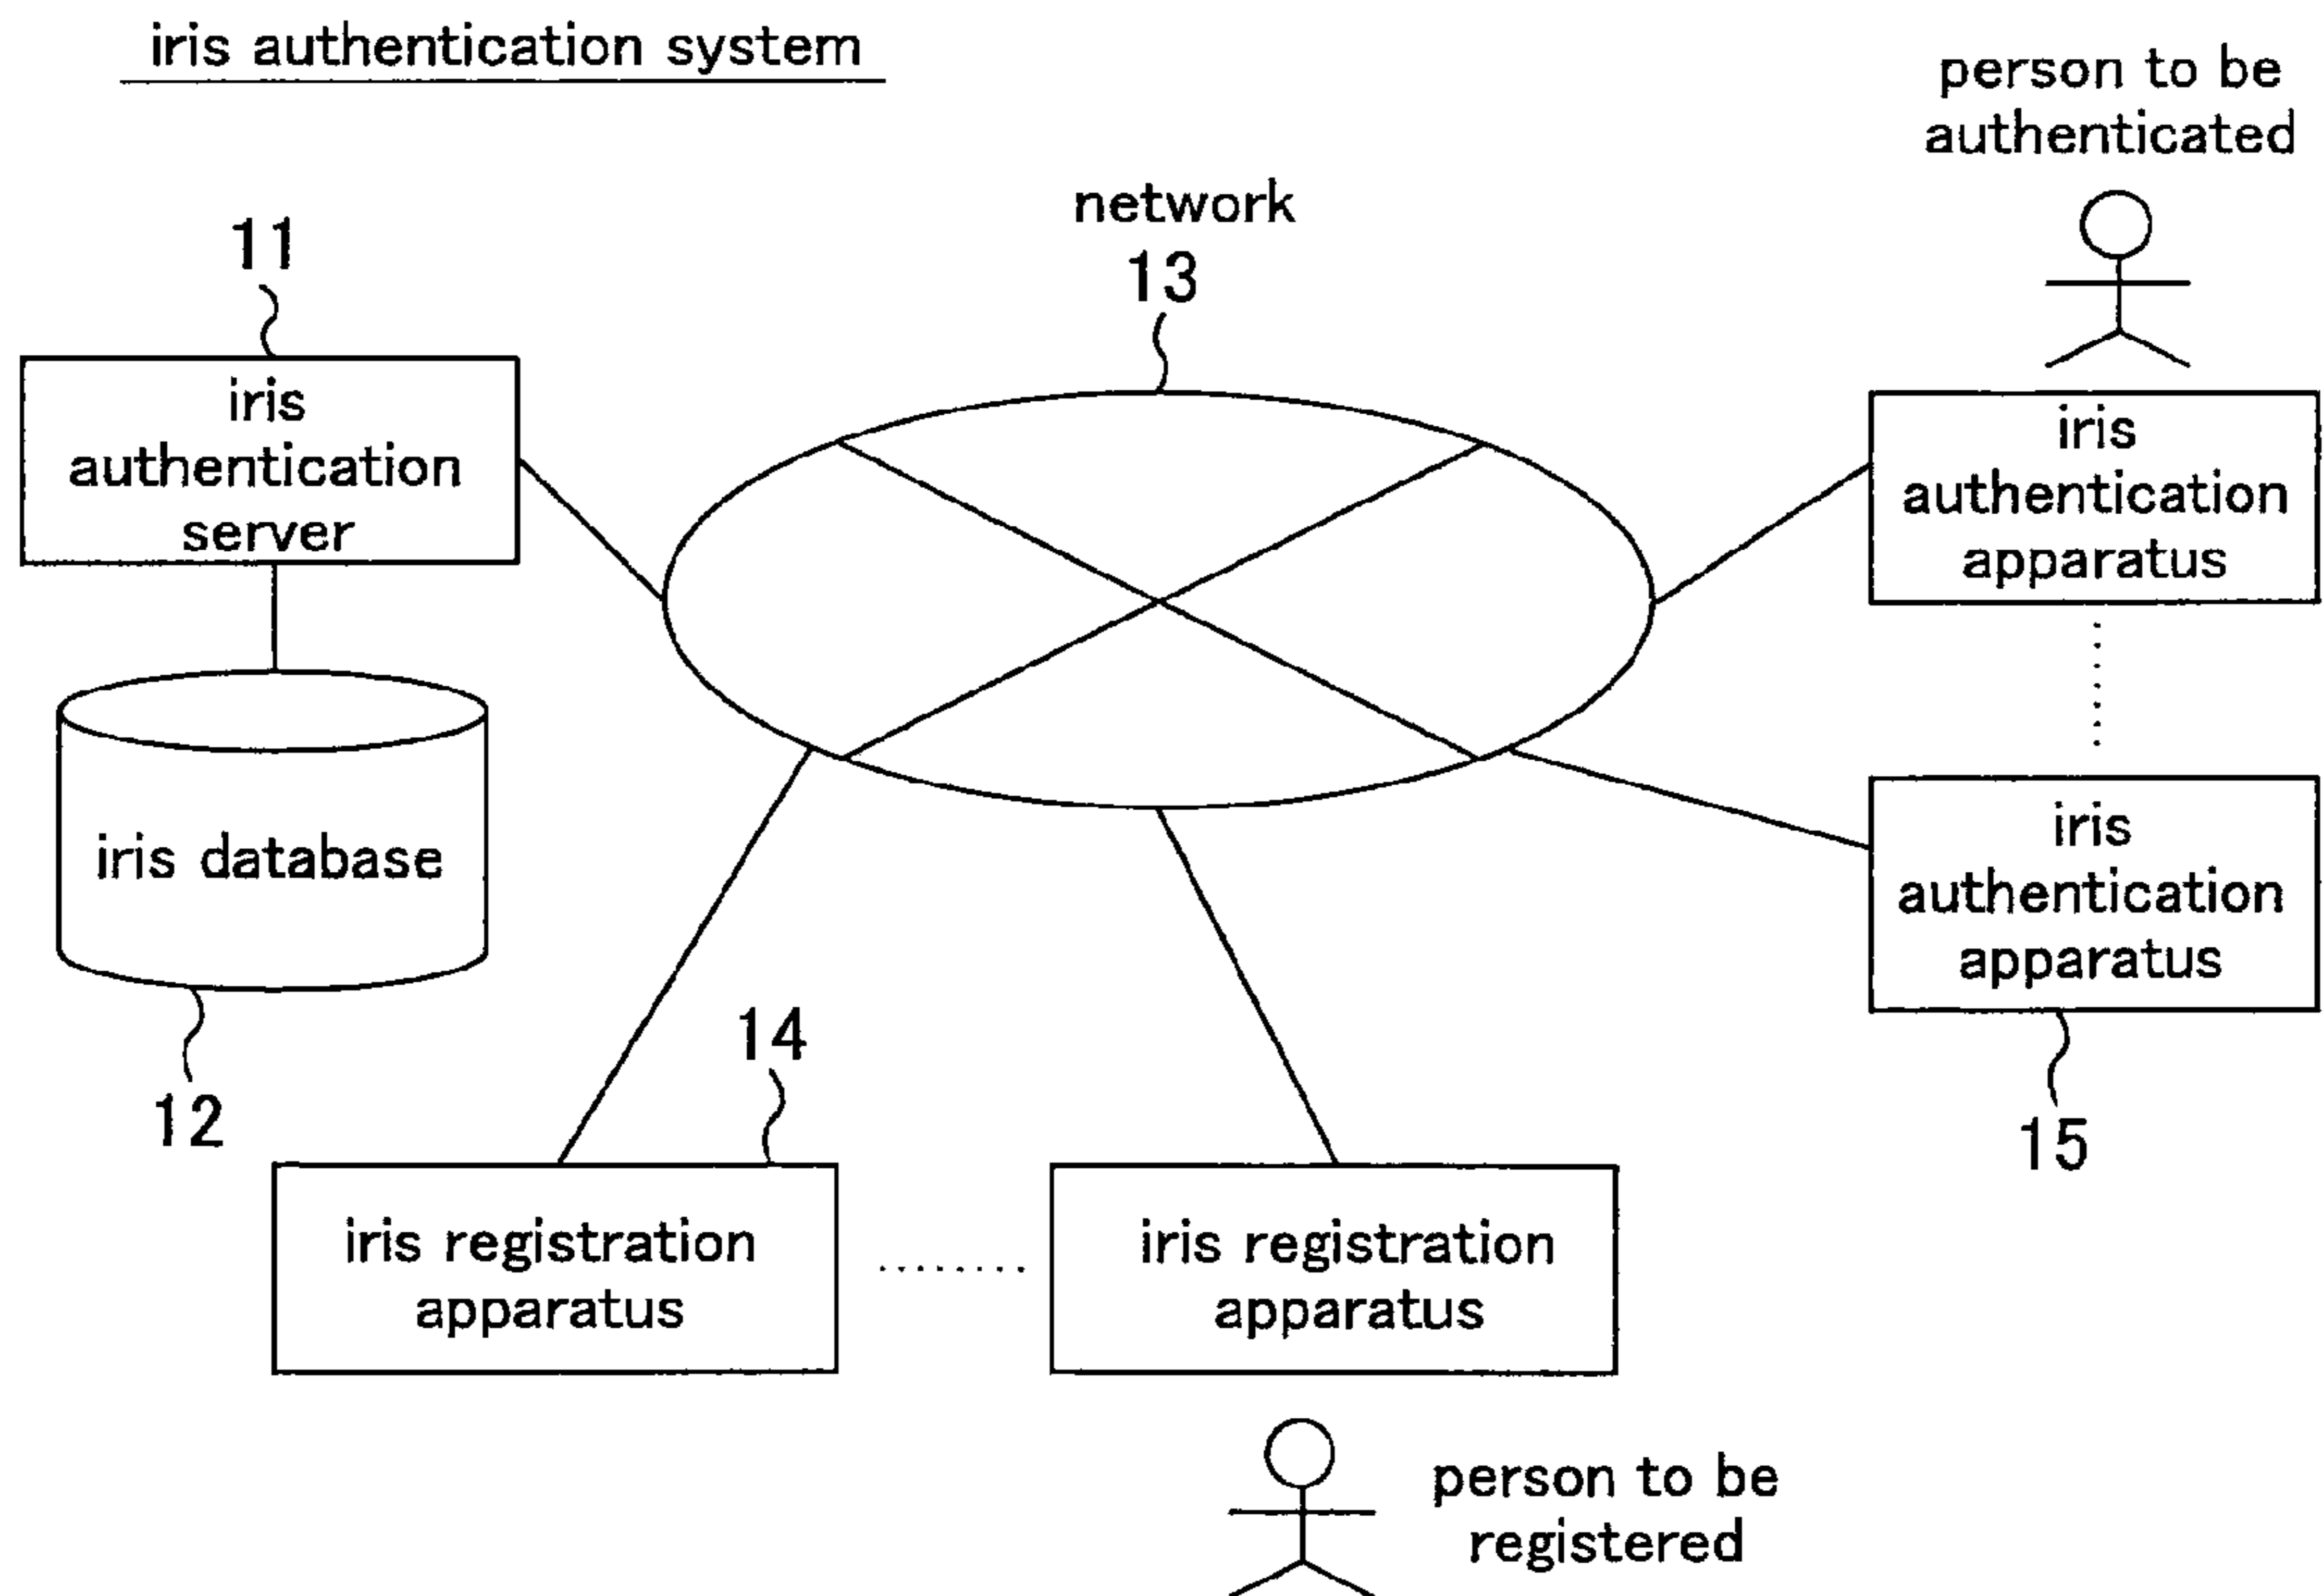 iris authentication system
person to be
authenticated
network
13
11
iris
authentication
server
iris
authentication
apparatus
iris database
12
iris
authentication
apparatus
15
14
iris registration
apparatus
iris registration
apparatus
person to be
registered